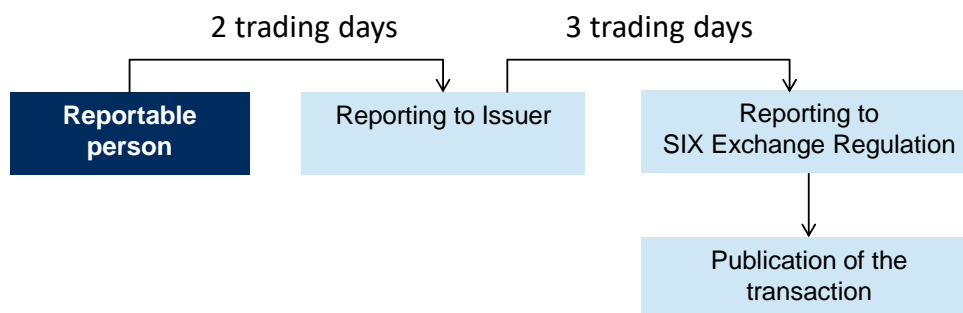 2 trading days
3 trading days
Reportable
person
Reporting to Issuer
Reporting to
SIX Exchange Regulation
Publication of the
transaction